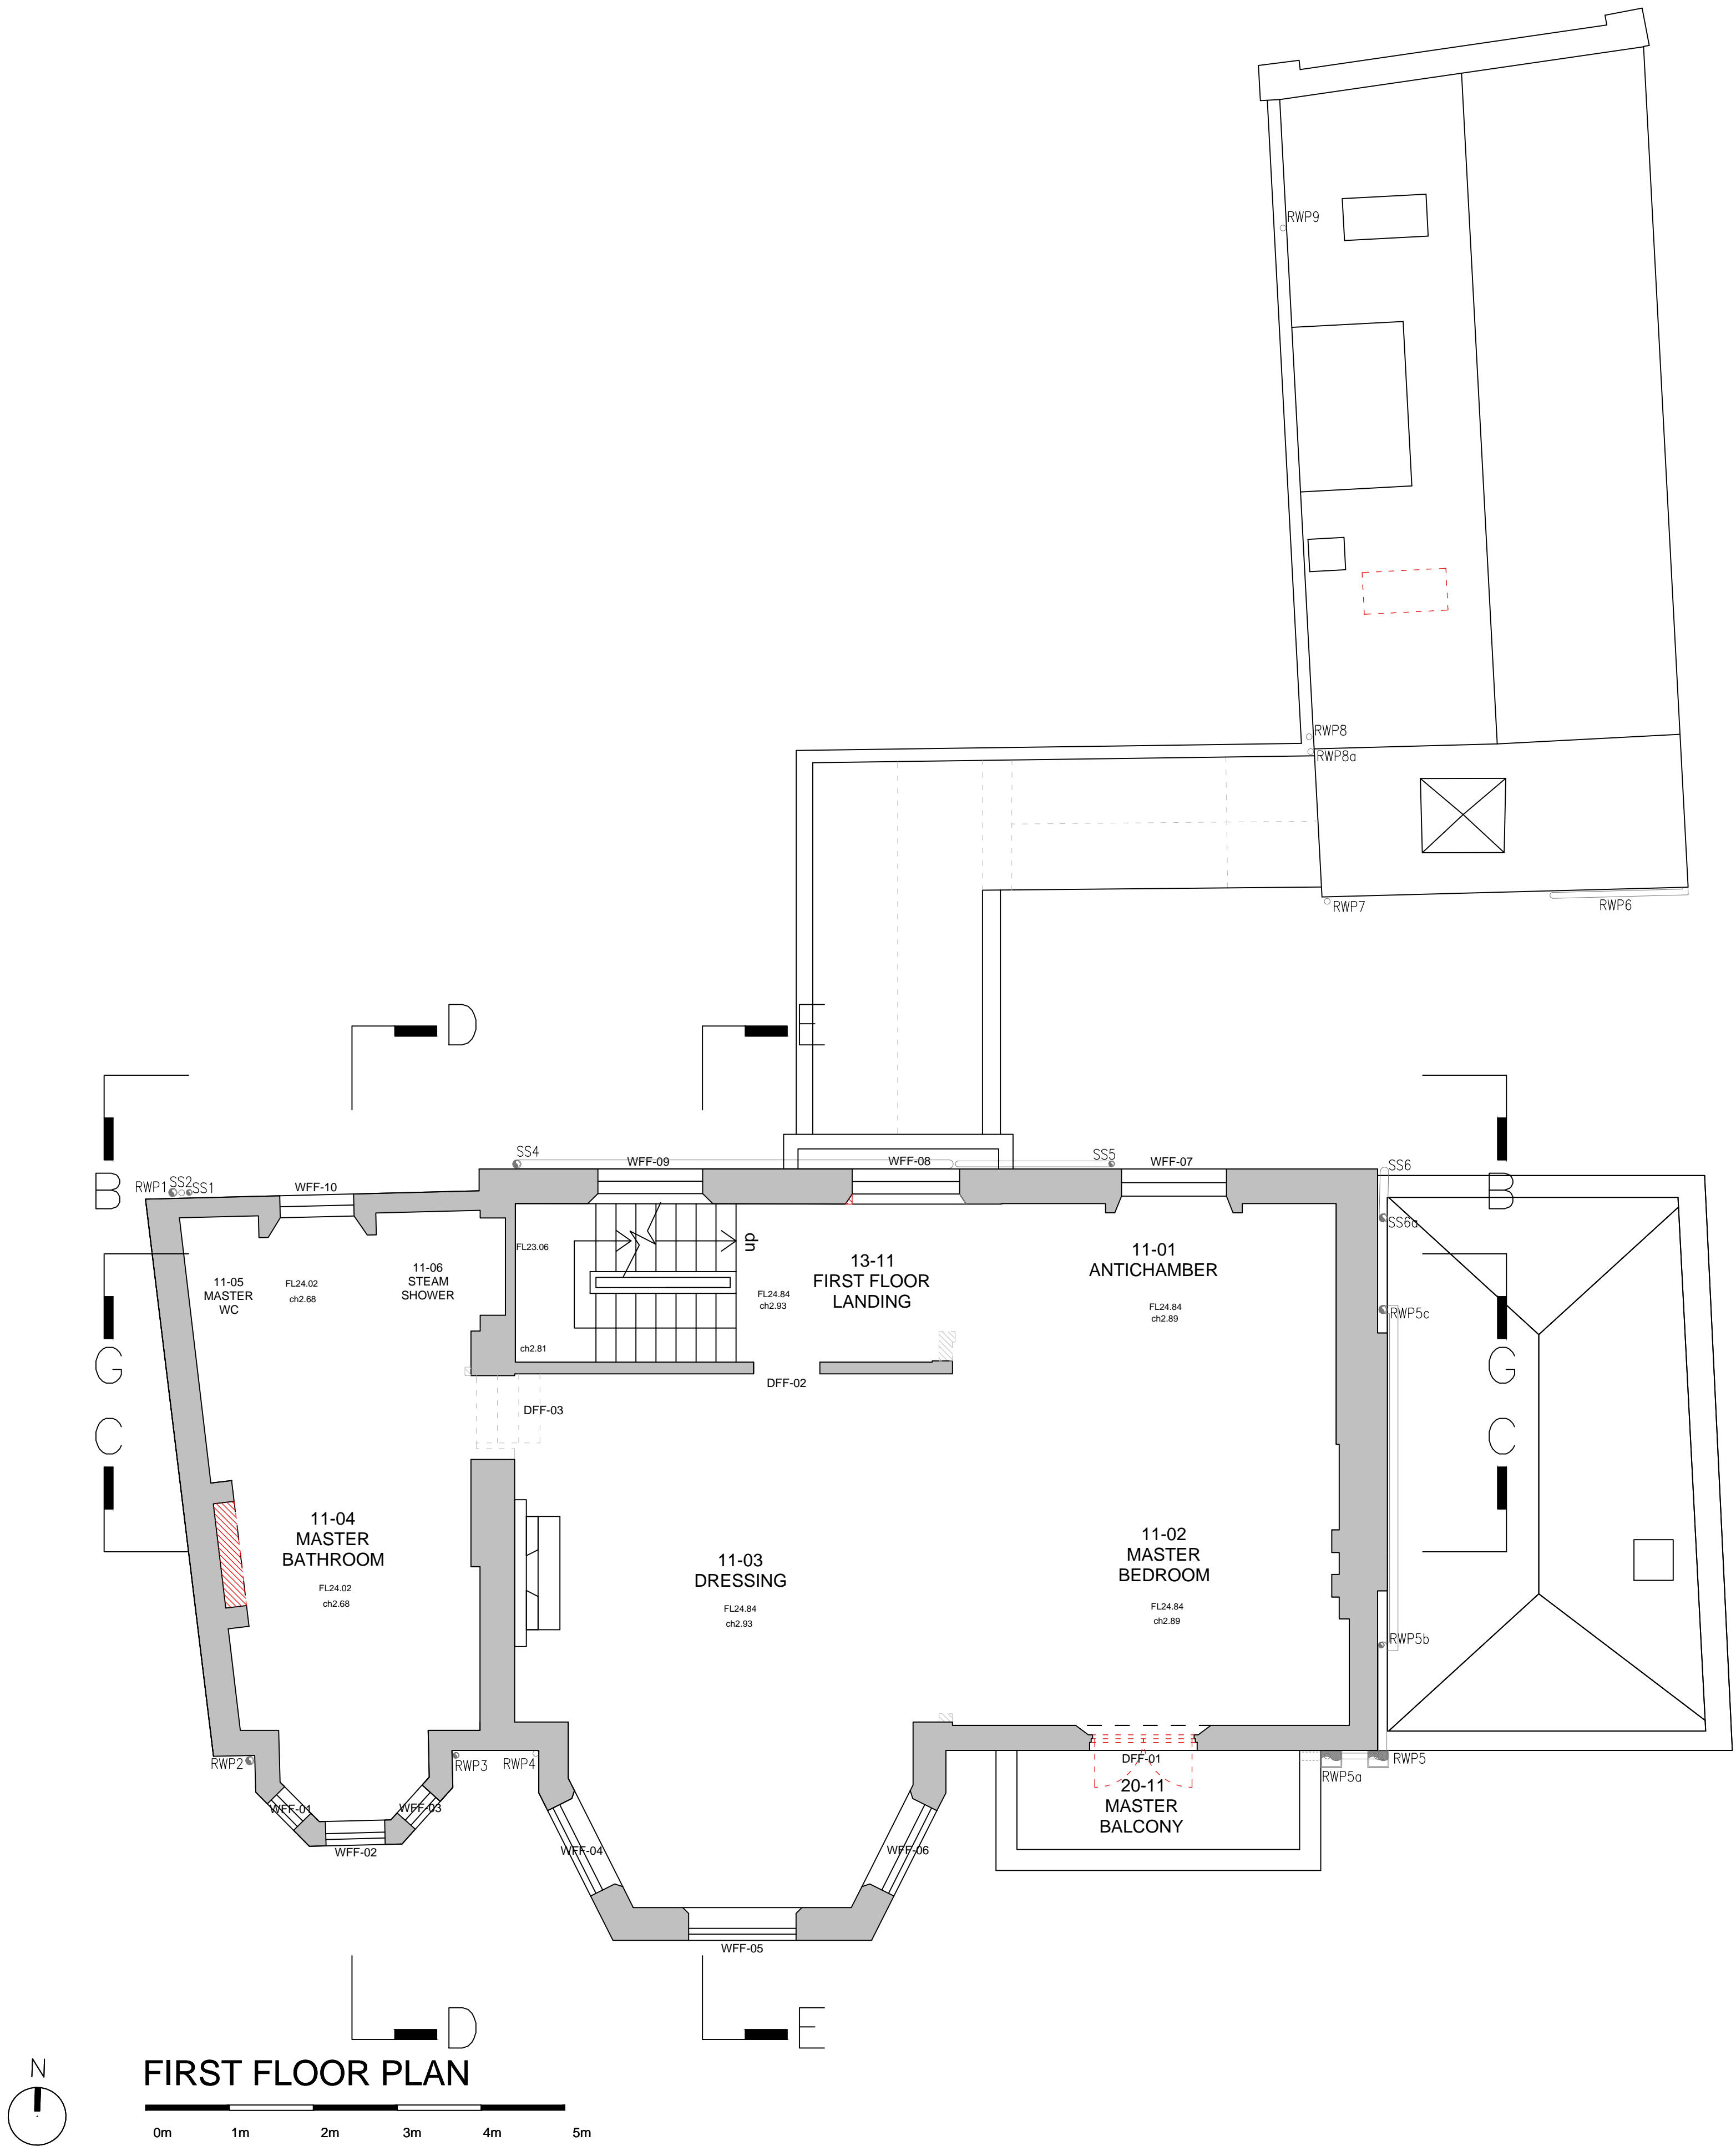 RWP9
RWP8
RWP8a
RWP7
RWP6
D
E
B
B
SS4
WFF-09
WFF-08
SS5
WFF-07
SS6
RWP1
SS2
SS1
WFF-10
SS6a
FL23.06
dn
13-11
FIRST FLOOR
LANDING
11-01
ANTICHAMBER
11-05
MASTER
WC
FL24.02
ch2.68
11-06
STEAM
SHOWER
FL24.84
ch2.93
FL24.84
ch2.89
RWP5c
ch2.81
G
G
DFF-02
DFF-03
C
C
11-04
MASTER
BATHROOM
FL24.02
ch2.68
11-03
DRESSING
FL24.84
ch2.93
11-02
MASTER
BEDROOM
FL24.84
ch2.89
RWP5b
RWP2
RWP3
RWP4
DFF-01
RWP5
RWP5a
20-11
MASTER
BALCONY
WFF-01
WFF-03
WFF-02
WFF-04
WFF-06
WFF-05
D
E
N
FIRST FLOOR PLAN
0m 1m 2m 3m 4m 5m